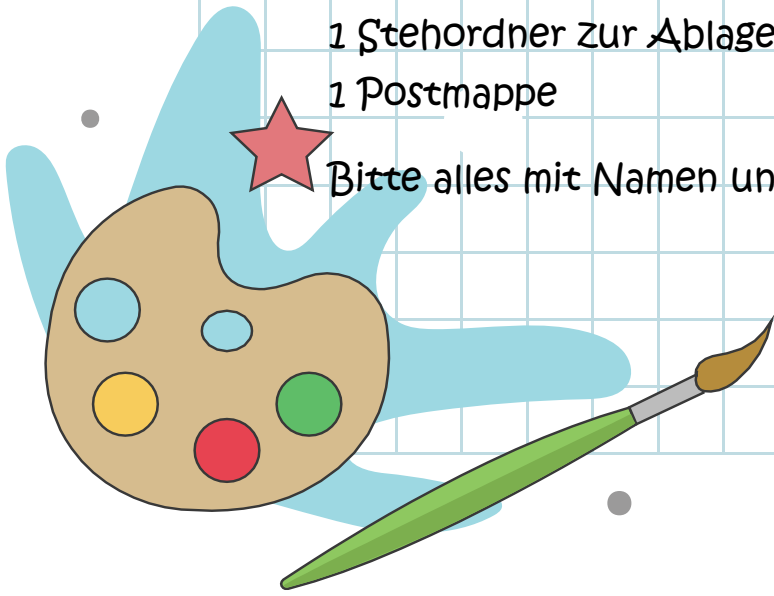 1 Stehordner zur Ablage
1 Postmappe
Bitte alles mit Namen un